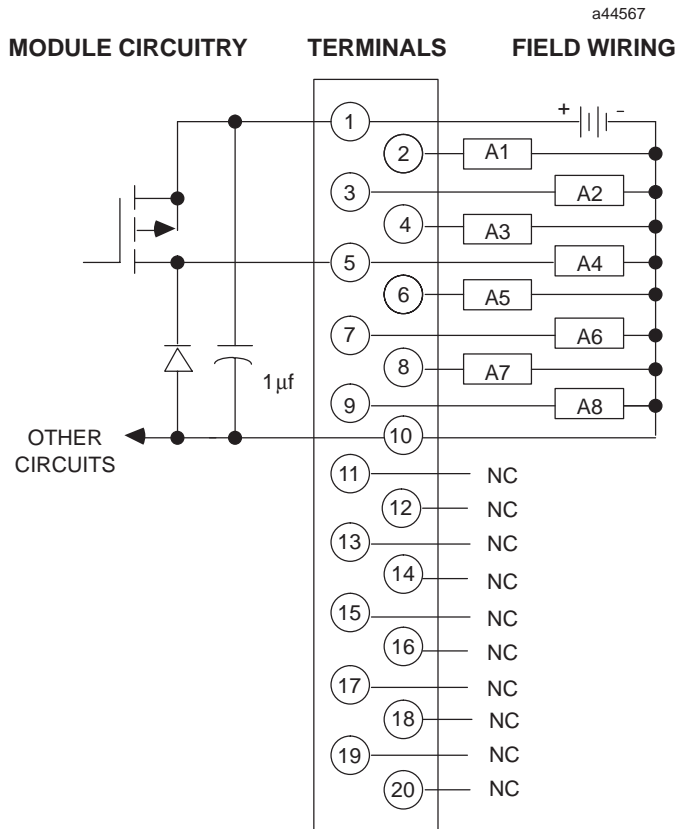 a44567
MODULE CIRCUITRY TERMINALS FIELD WIRING
1 + −
2 A1
3 A2
4 A3
5 A4
6 A5
7 A6
8 A7
1μf
9 A8
OTHER
CIRCUITS
10
11 NC
12 NC
13 NC
14 NC
15 NC
16 NC
17 NC
18 NC
19 NC
20 NC